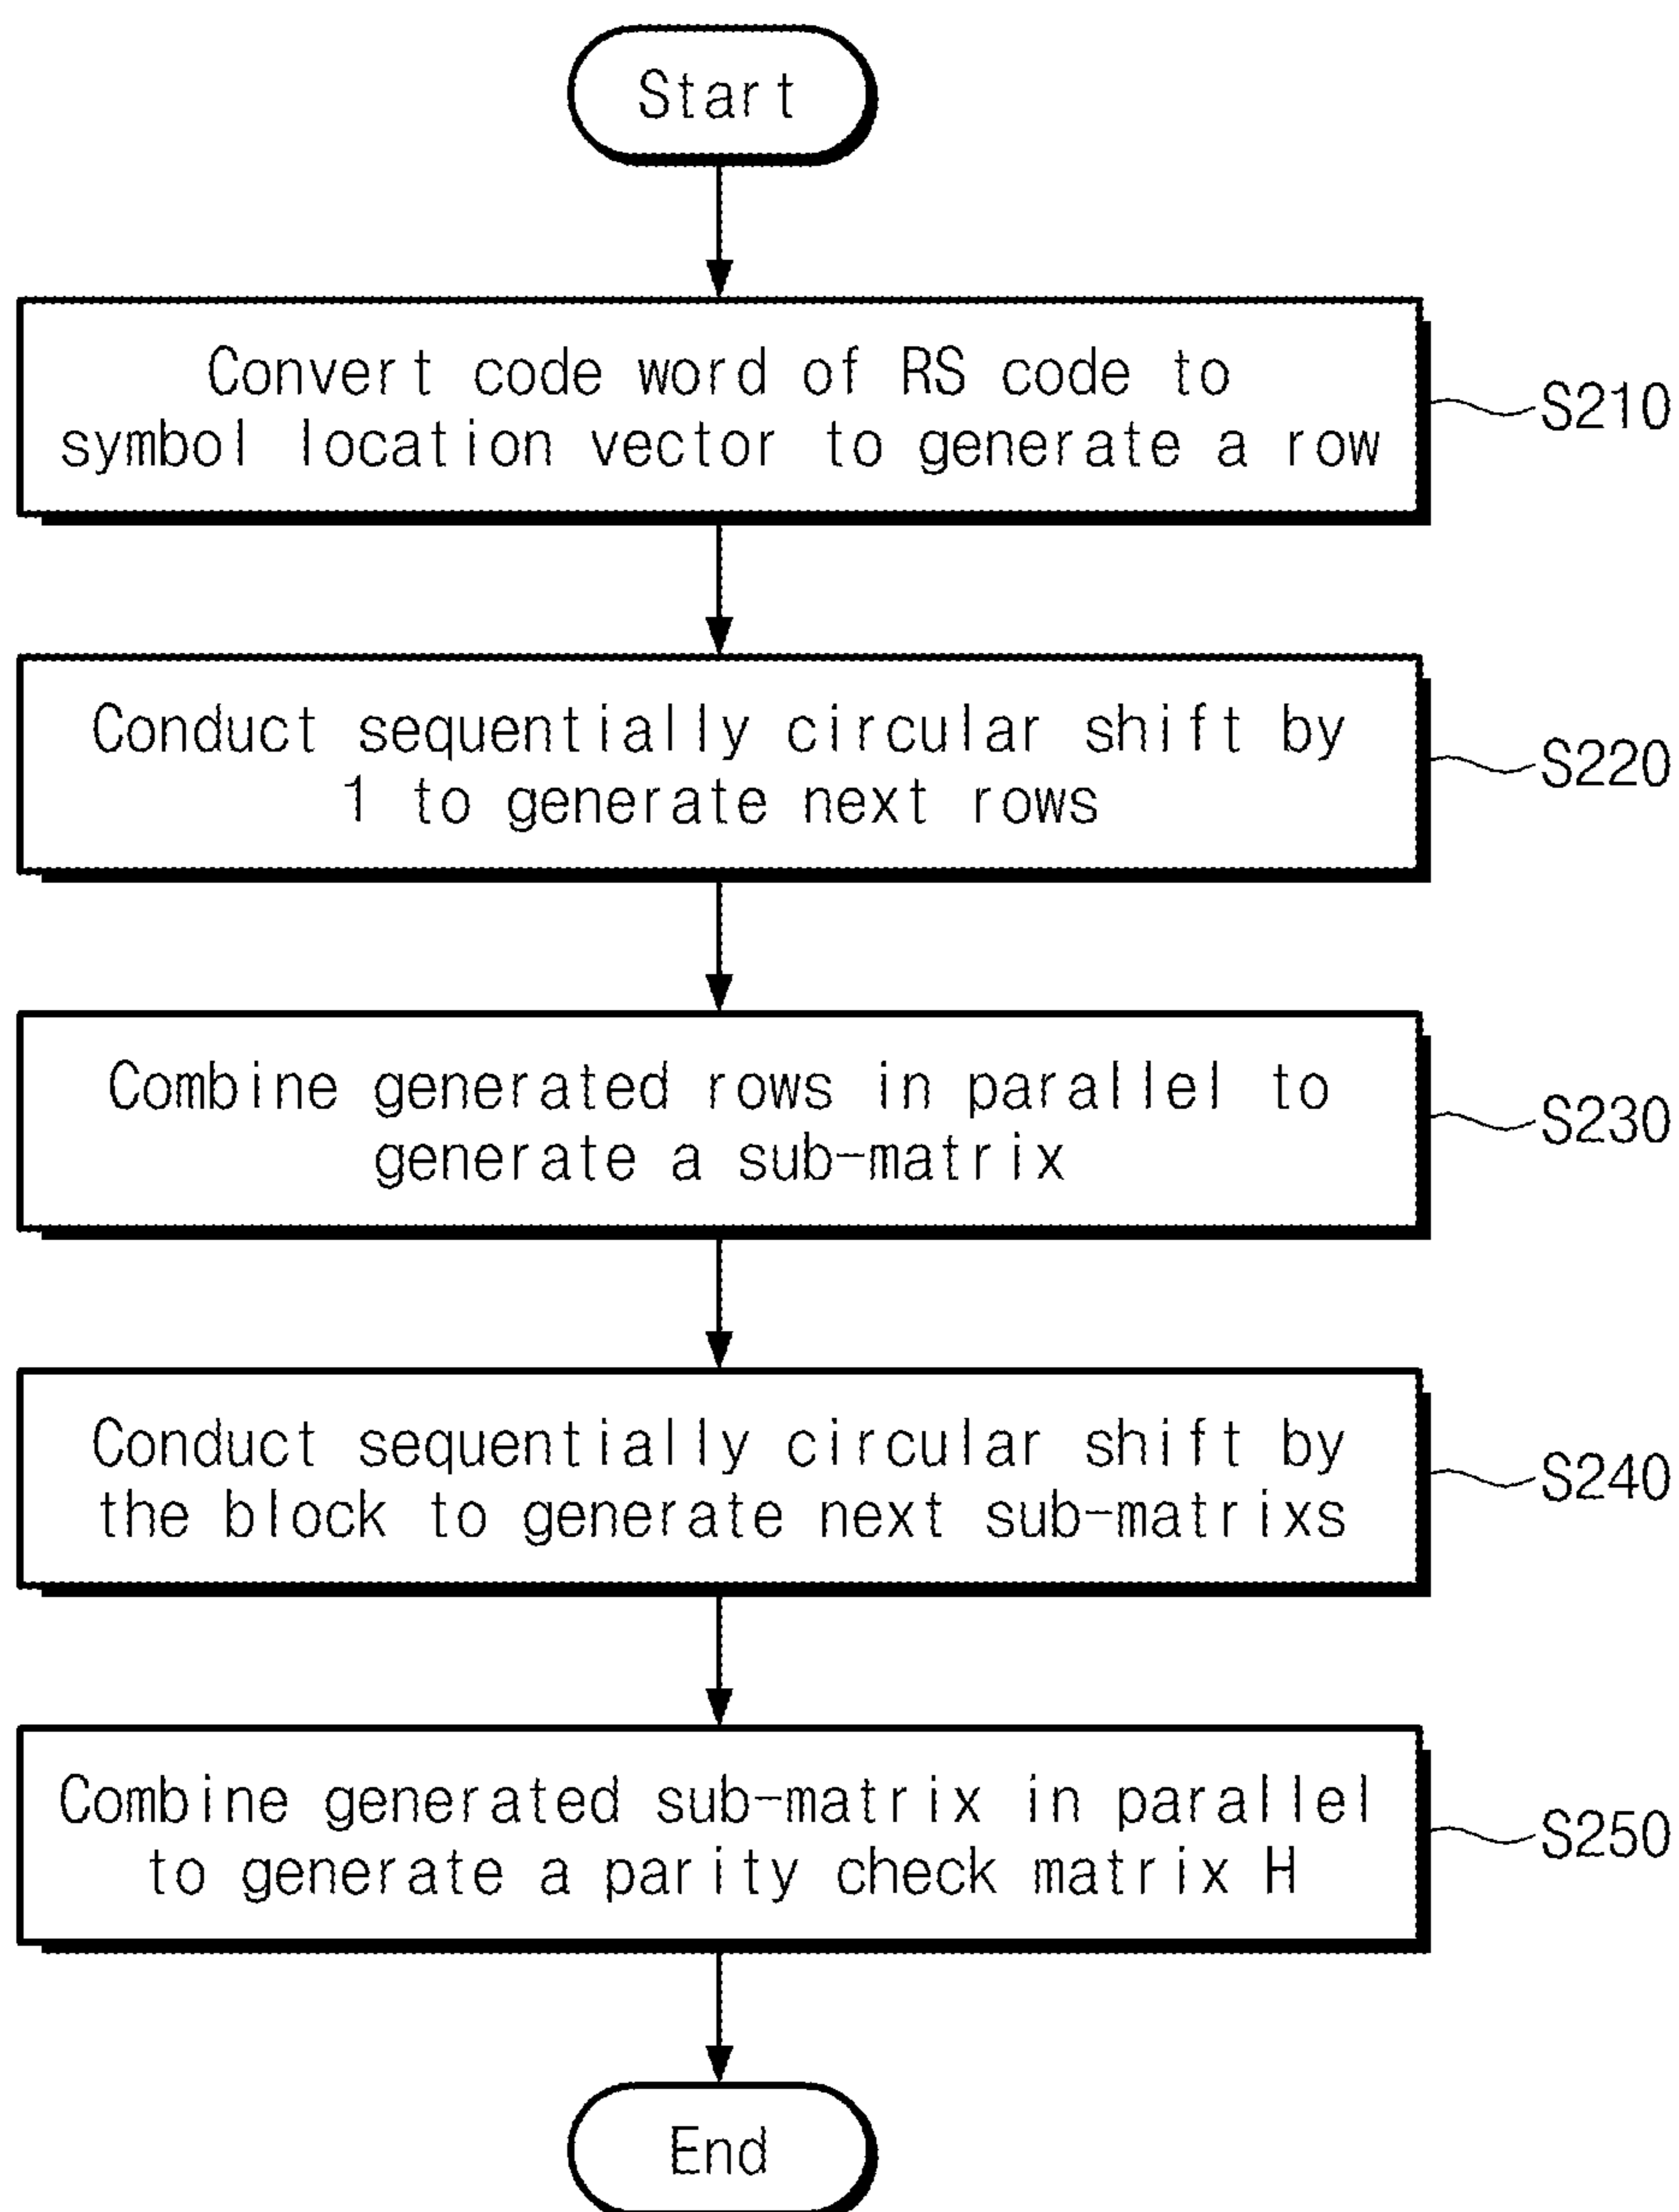 Start
Convert code word of RS code to
symbol location vector to generate a row
S210
Conduct sequentially circular shift by
1 to generate next rows
S220
Combine generated rows in parallel to
generate a sub-matrix
S230
Conduct sequentially circular shift by
the block to generate next sub-matrixs
S240
Combine generated sub-matrix in parallel
to generate a parity check matrix H
S250
End